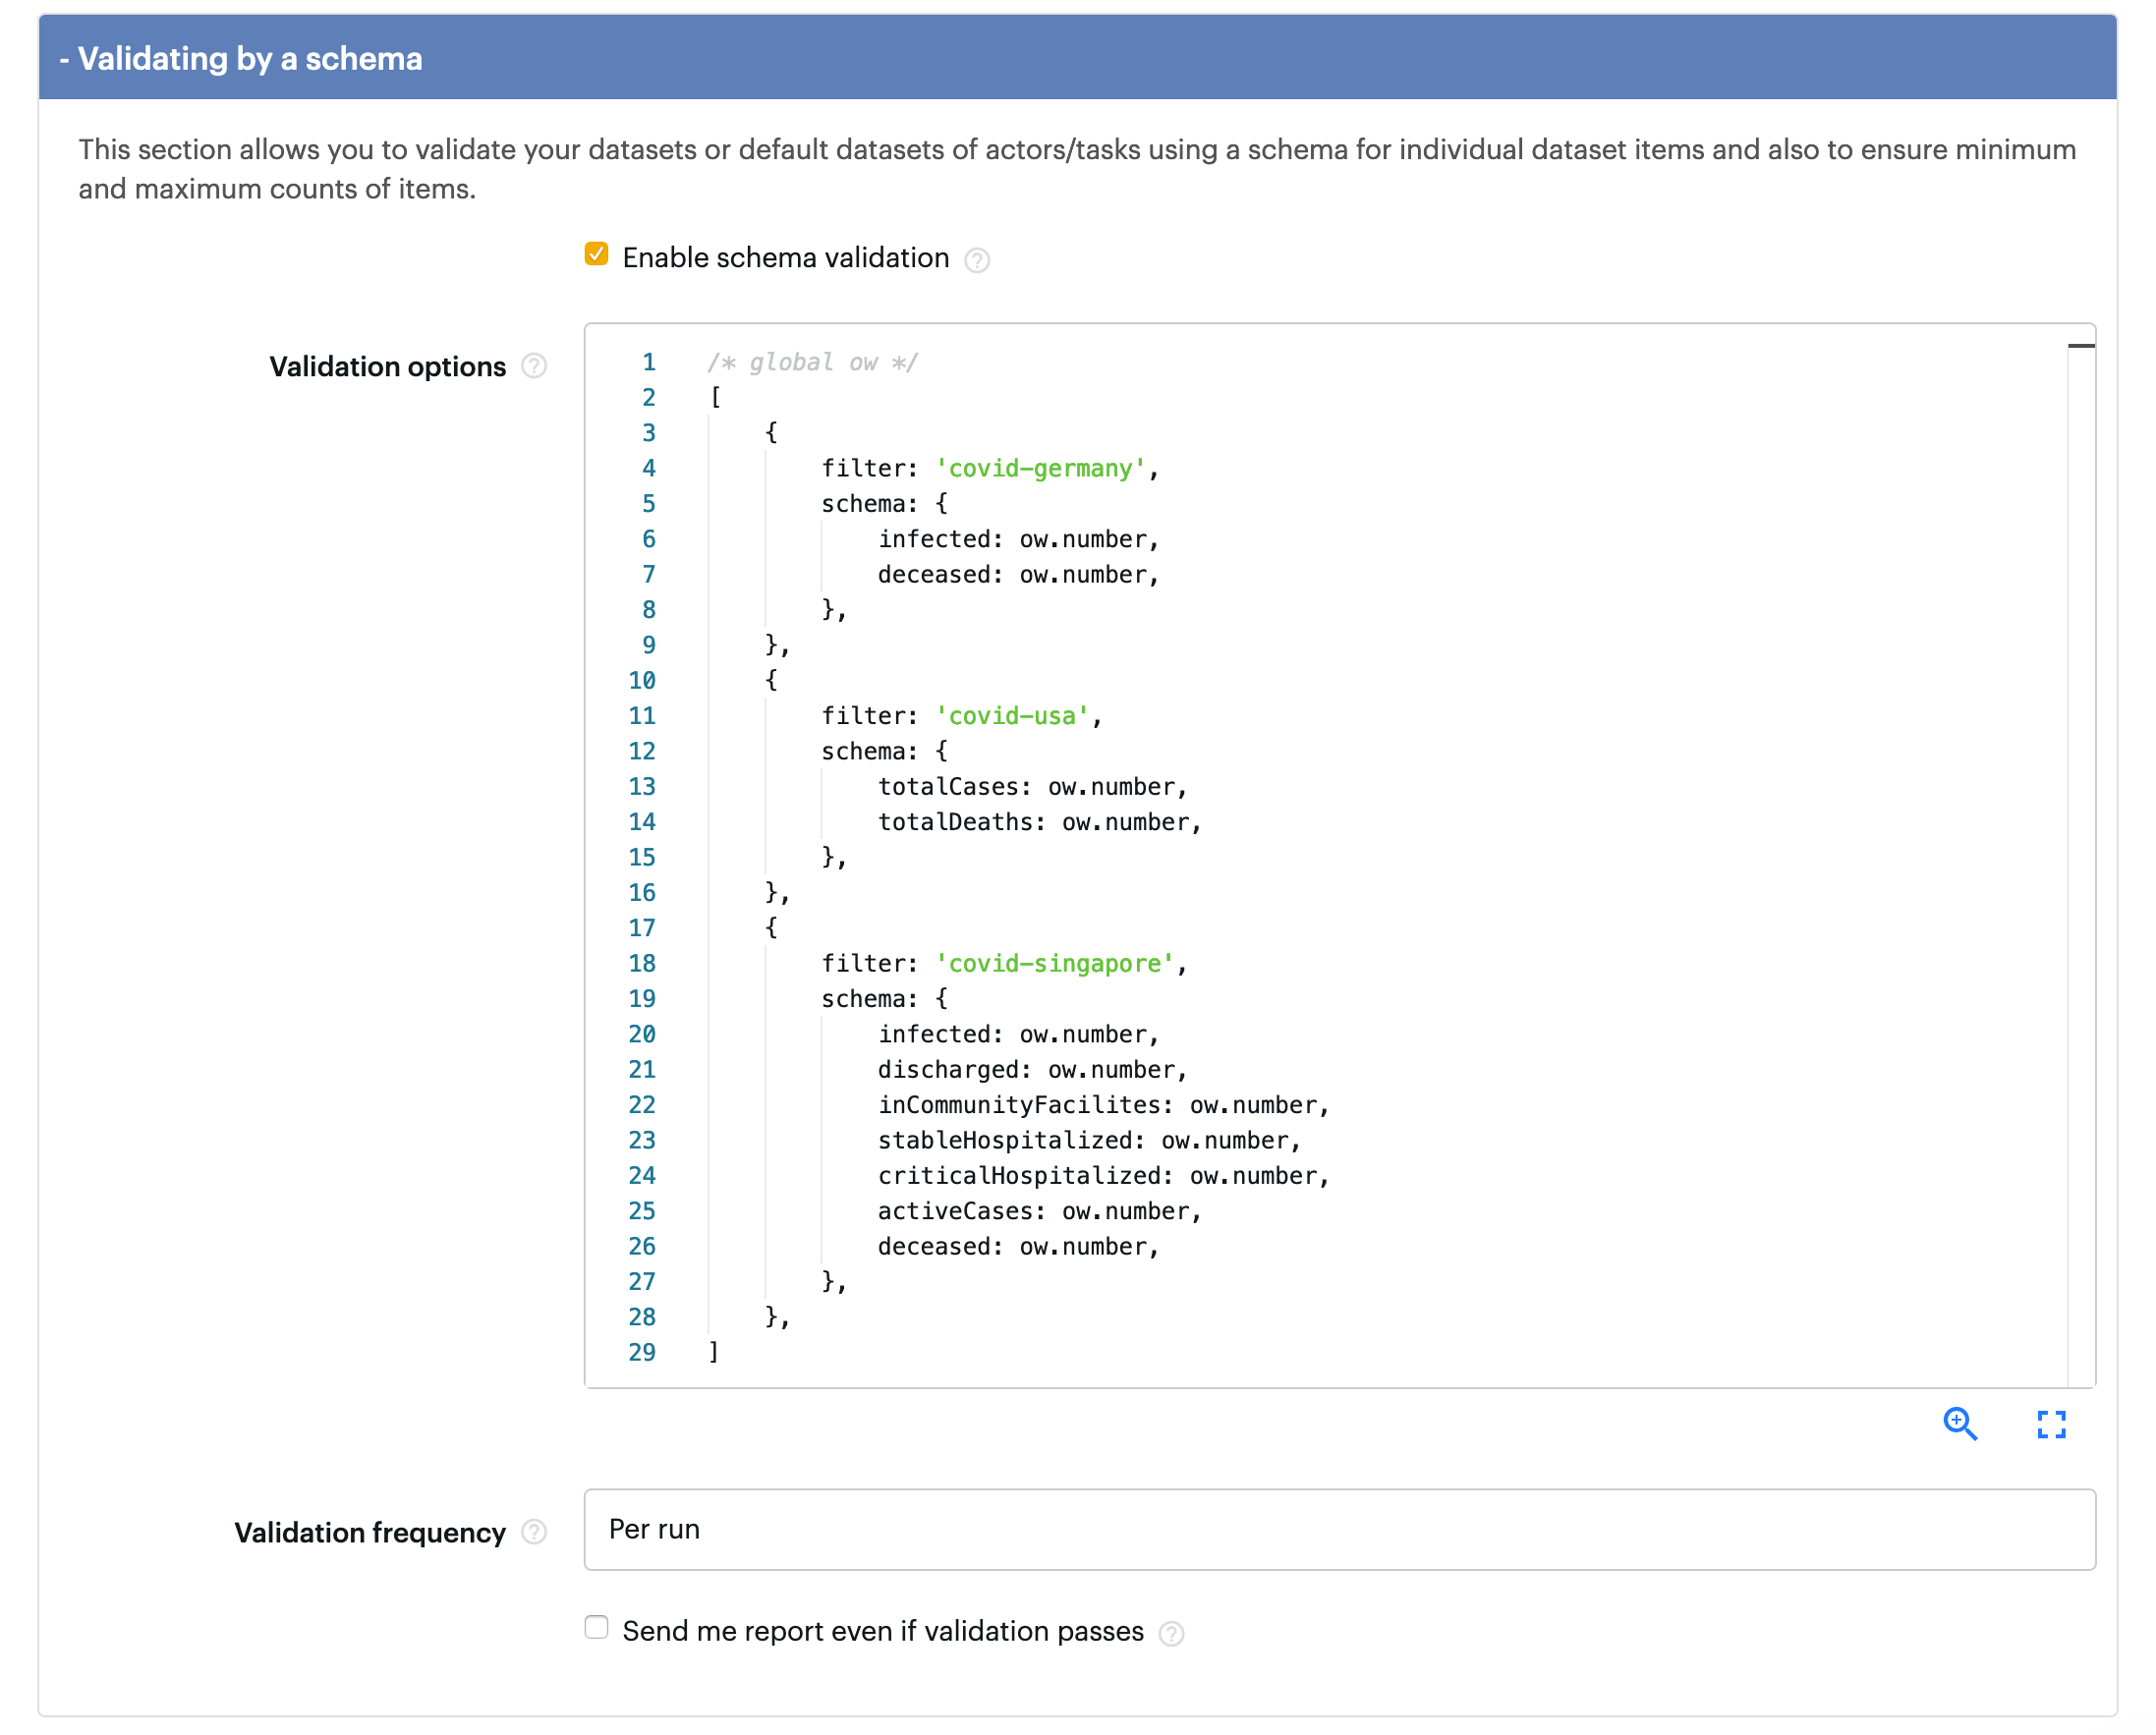 - Validating by a schema
This section allows you to validate your datasets or default datasets of actors/tasks using a schema for individual dataset items and also to ensure minimum
and maximum counts of items.
Enable schema validation ?
Validation options ?
1 /* global ow */
2 [
3 {
4 filter: 'covid-germany',
5 schema: {
6 infected: ow.number,
7 deceased: ow.number,
8 },
9 },
10 {
11 filter: 'covid-usa',
12 schema: {
13 totalCases: ow.number,
14 totalDeaths: ow.number,
15 },
16 },
17 {
18 filter: 'covid-singapore',
19 schema: {
20 infected: ow.number,
21 discharged: ow.number,
22 inCommunityFacilites: ow.number,
23 stableHospitalized: ow.number,
24 criticalHospitalized: ow.number,
25 activeCases: ow.number,
26 deceased: ow.number,
27 },
28 },
29 ]
Validation frequency ? Per run
Send me report even if validation passes ?